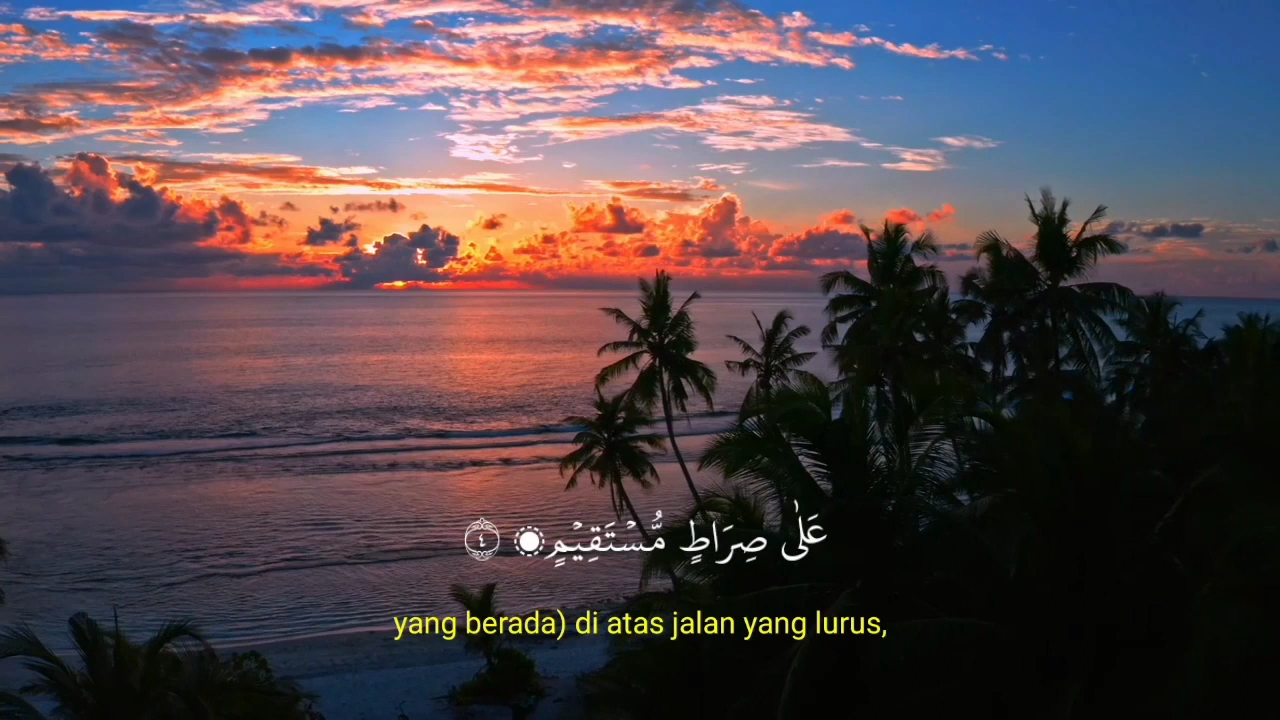 عَلٰى صِرَاطٍ مُّسْتَقِيْمٍ ۝ ٤
yang berada) di atas jalan yang lurus,